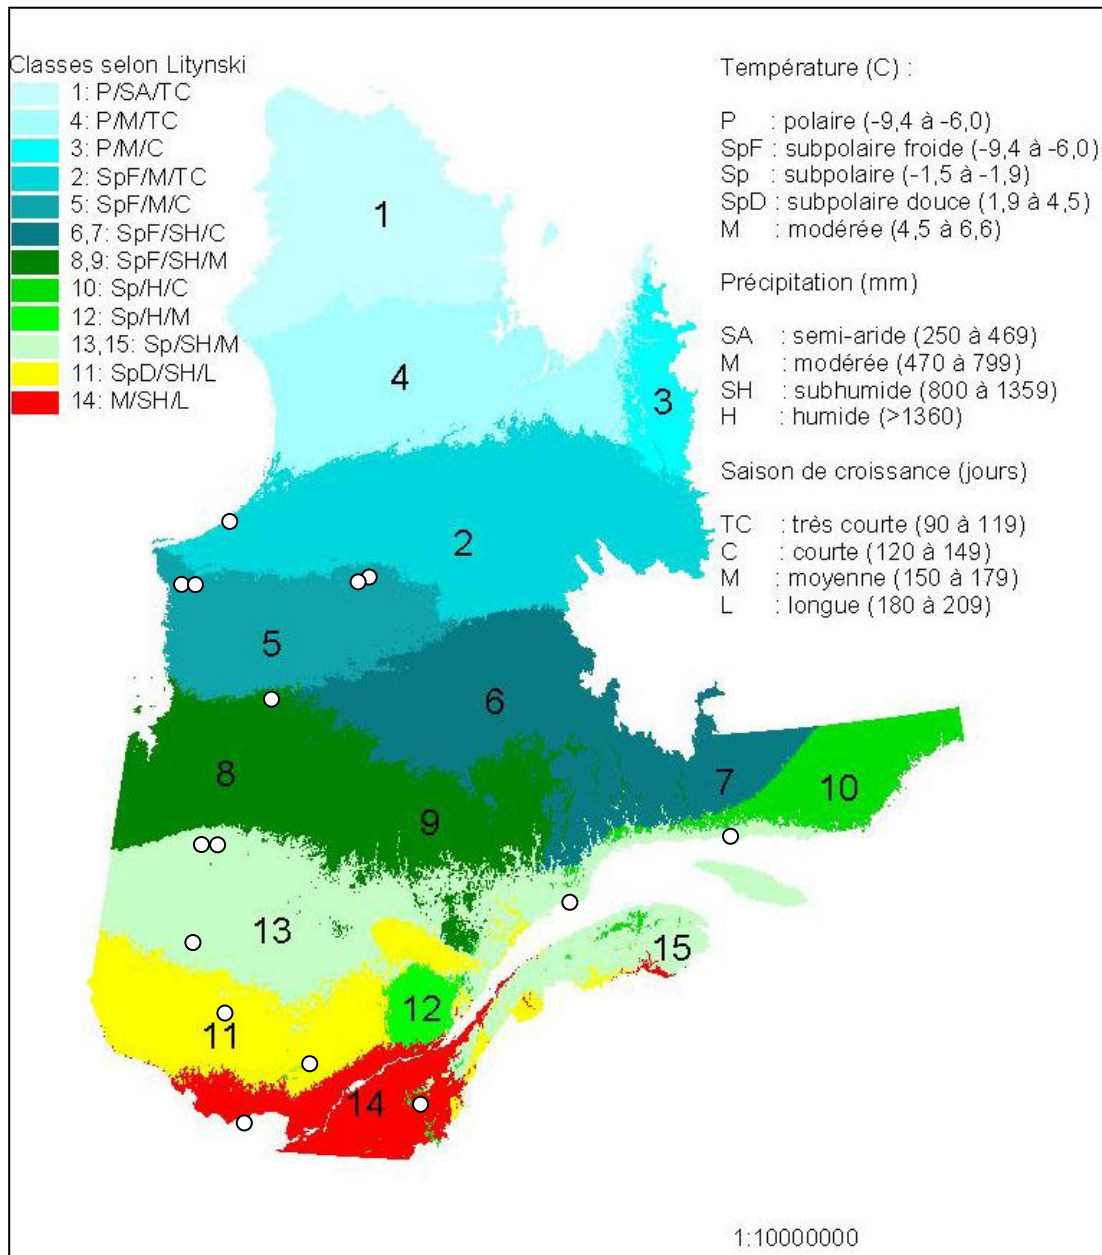 Classes selon Litynski
1: P/SA/TC
4: P/M/TC
3: P/M/C
2: SpF/M/TC
5: SpF/M/C
6,7: SpF/SH/C
8,9: SpF/SH/M
10: Sp/H/C
12: Sp/H/M
13,15: Sp/SH/M
11: SpD/SH/L
14: M/SH/L
Température (C) :
P : polaire (-9,4 à -6,0)
SpF : subpolaire froide (-9,4 à -6,0)
Sp : subpolaire (-1,5 à -1,9)
SpD : subpolaire douce (1,9 à 4,5)
M : modérée (4,5 à 6,6)
Précipitation (mm)
SA : semi-aride (250 à 469)
M : modérée (470 à 799)
SH : subhumide (800 à 1359)
H : humide (>1360)
Saison de croissance (jours)
TC : très courte (90 à 119)
C : courte (120 à 149)
M : moyenne (150 à 179)
L : longue (180 à 209)
1
4
3
2
5
6
7
8
10
9
13
15
12
11
14
1:10000000